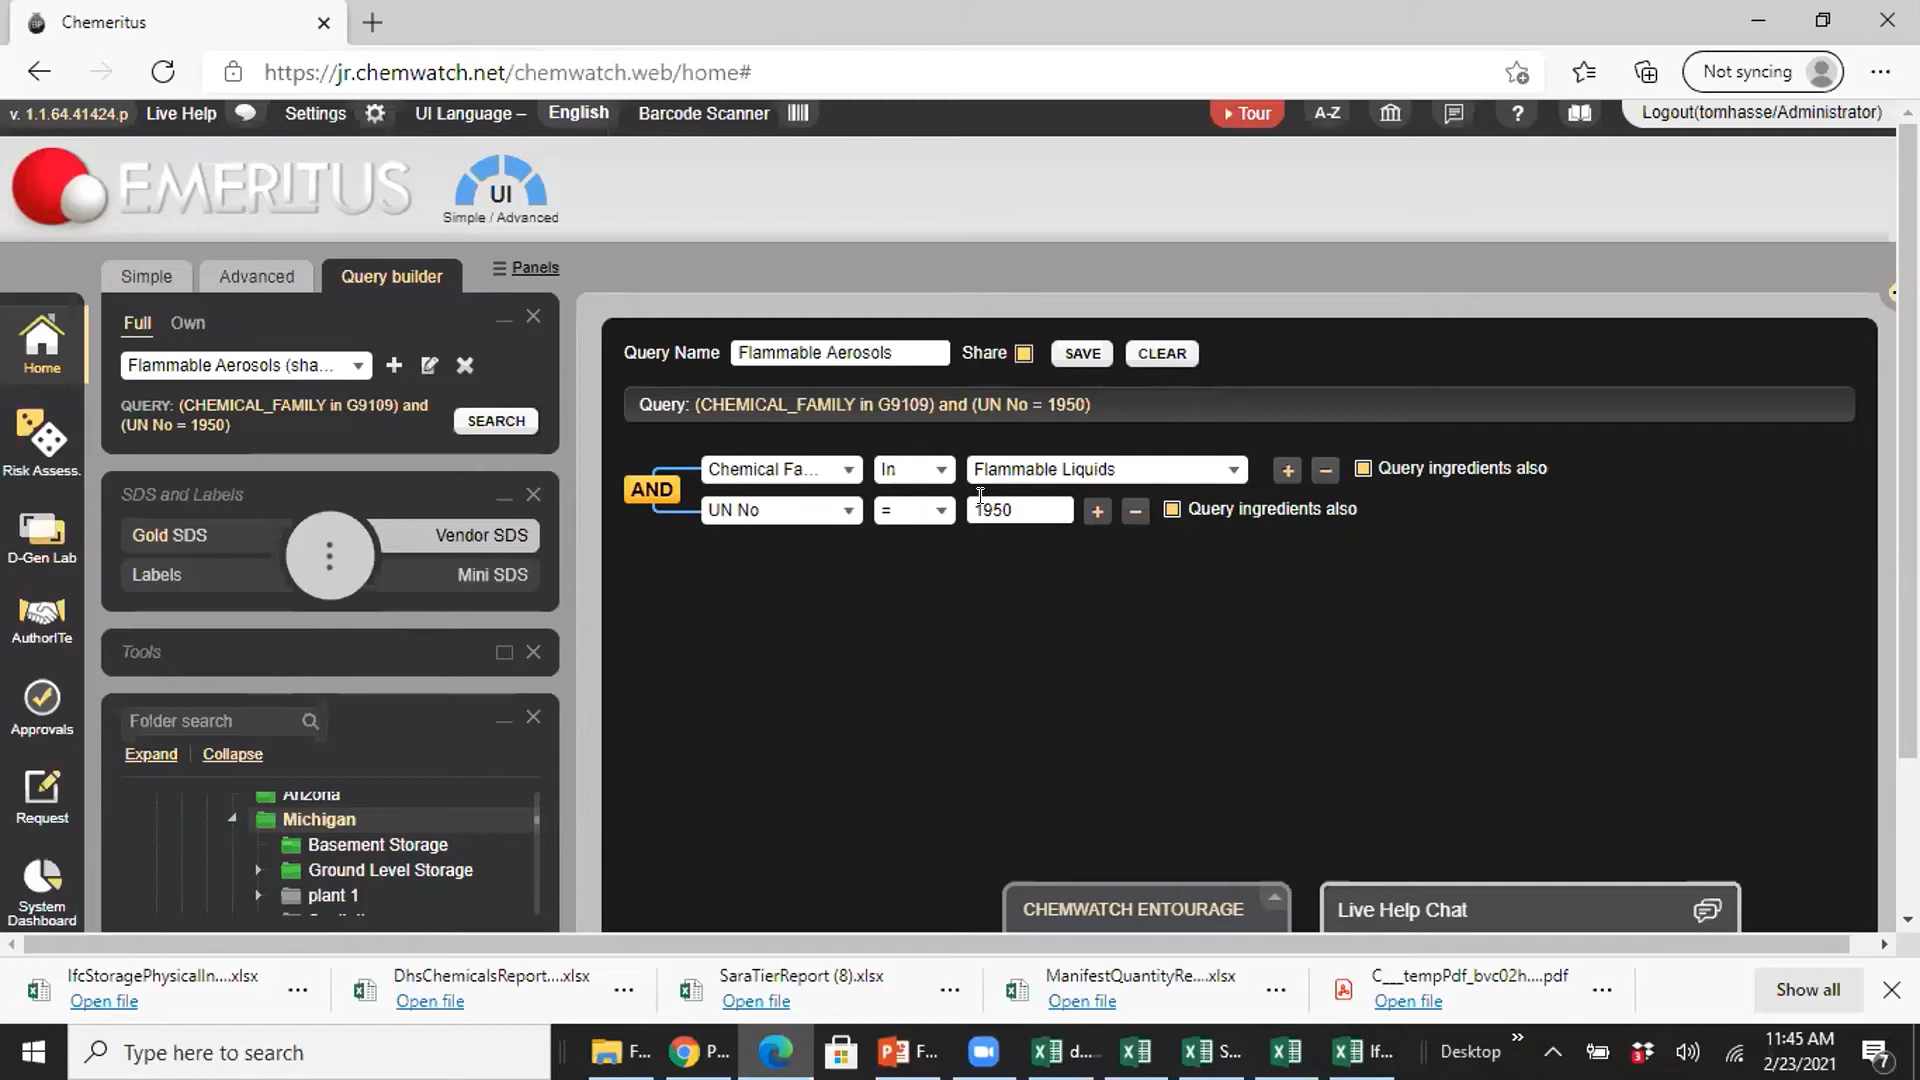 Chemeritus
https://jr.chemwatch.net/chemwatch.web/home#
Not syncing
v. 1.1.64.41424.p
Live Help
Settings
UI Language –
English
Barcode Scanner
Tour
A-Z
?
Logout(tomhasse/Administrator)
EMERITUS
UI
Simple / Advanced
Simple
Advanced
Query builder
Panels
Home
Risk Assess.
D-Gen Lab
AuthorITe
Approvals
Request
System
Dashboard
Full
Own
Flammable Aerosols (sha...
QUERY: (CHEMICAL_FAMILY in G9109) and
(UN No = 1950)
SEARCH
SDS and Labels
Gold SDS
Vendor SDS
Labels
Mini SDS
Tools
Folder search
Expand
Collapse
Arizona
Michigan
Basement Storage
Ground Level Storage
plant 1
Query Name
Flammable Aerosols
Share
SAVE
CLEAR
Query: (CHEMICAL_FAMILY in G9109) and (UN No = 1950)
AND
Chemical Fa...
In
Flammable Liquids
+
−
Query ingredients also
UN No
=
1950
+
−
Query ingredients also
CHEMWATCH ENTOURAGE
Live Help Chat
IfcStoragePhysicalIn....xlsx
Open file
DhsChemicalsReport....xlsx
Open file
SaraTierReport (8).xlsx
Open file
ManifestQuantityRe....xlsx
Open file
C___tempPdf_bvc02h....pdf
Open file
Show all
Type here to search
F...
P...
F...
d...
S...
If...
Desktop
11:45 AM
2/23/2021
7